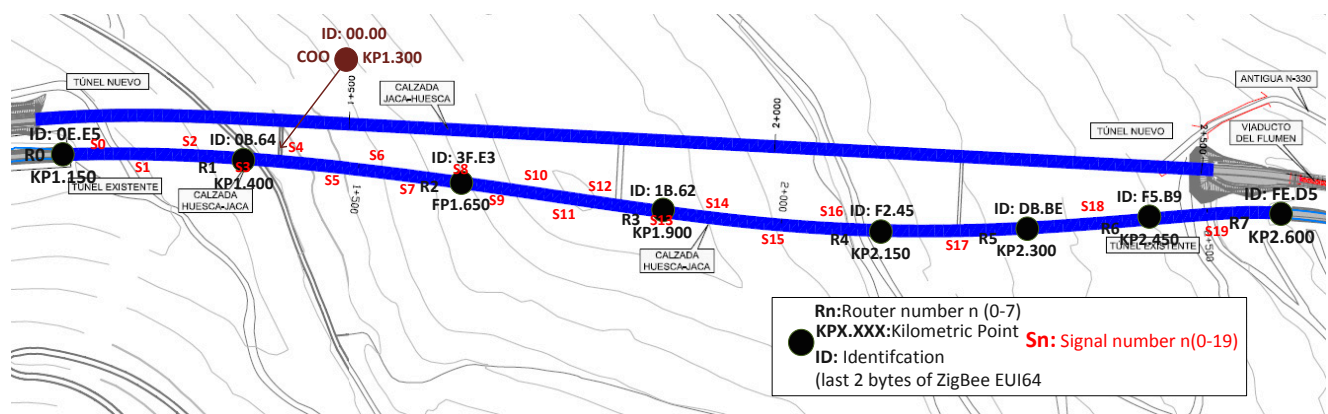 ID: 00.00
COO
KP1.300
TÚNEL NUEVO
1+500
CALZADA
JACA-HUESCA
2+000
ANTIGUA N-330
TÚNEL NUEVO
2+500
VIADUCTO
DEL FLUMEN
ID: 0E.E5
S0
R0
KP1.150
S1
TÚNEL EXISTENTE
S2
ID: 0B.64
R1
S3
KP1.400
CALZADA
HUESCA-JACA
S4
S5
1+500
S6
ID: 3F.E3
S7
R2
S8
FP1.650
S9
S10
S11
S12
ID: 1B.62
R3
S13
KP1.900
CALZADA
HUESCA-JACA
S14
S15
2+000
S16
ID: F2.45
R4
KP2.150
S17
ID: DB.BE
R5
KP2.300
S18
ID: F5.B9
R6
KP2.450
TÚNEL EXISTENTE
S19
+500
ID: FE.D5
R7
KP2.600
Rn:Router number n (0-7)
KPX.XXX:Kilometric Point
ID: Identifcation
(last 2 bytes of ZigBee EUI64
Sn: Signal number n(0-19)